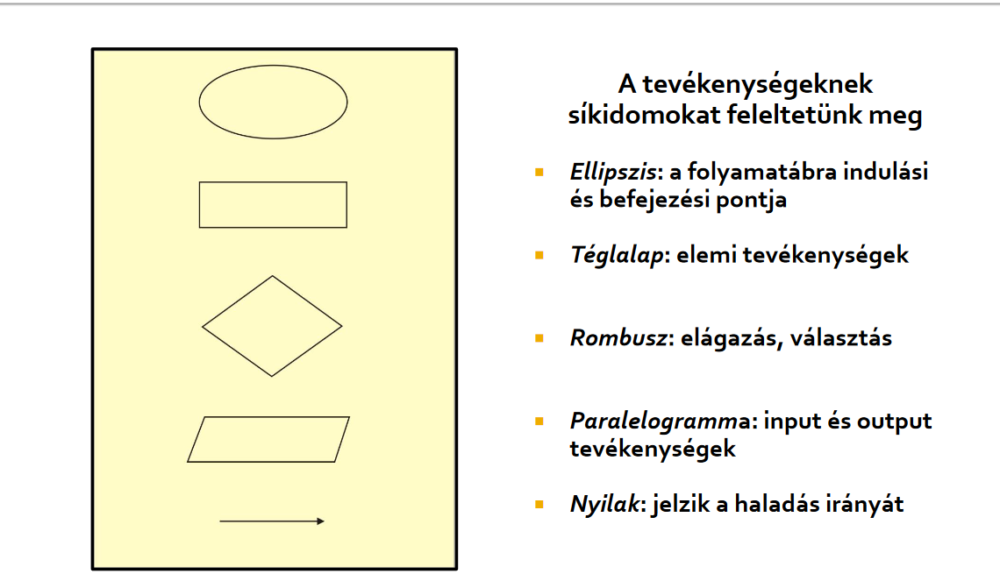 A tevékenységeknek
síkidomokat feleltetünk meg
Ellipszis: a folyamatábra indulási
és befejezési pontja
Téglalap: elemi tevékenységek
Rombusz: elágazás, választás
Paralelogramma: input és output
tevékenységek
Nyilak: jelzik a haladás irányát